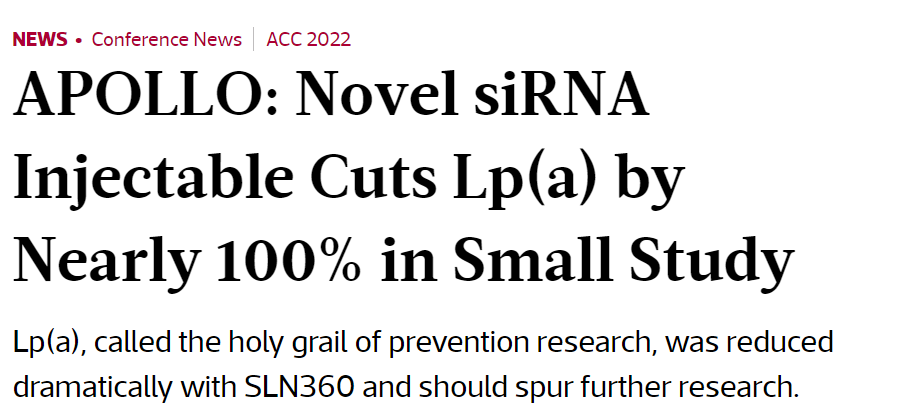 NEWS • Conference News | ACC 2022
APOLLO: Novel siRNA
Injectable Cuts Lp(a) by
Nearly 100% in Small Study
Lp(a), called the holy grail of prevention research, was reduced
dramatically with SLN360 and should spur further research.